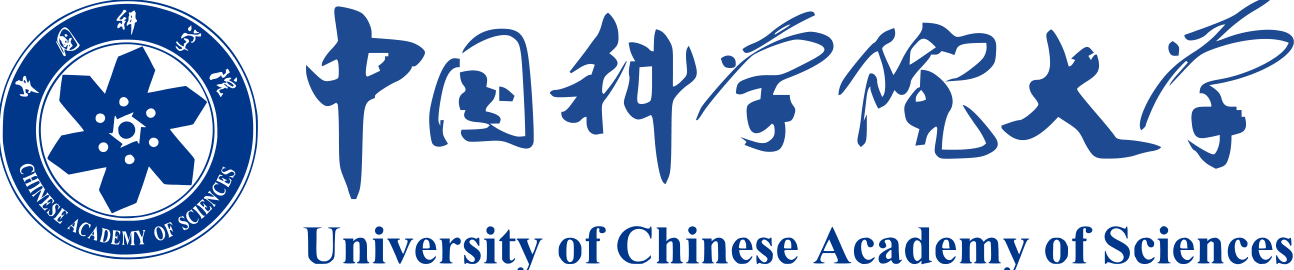 中国科学院
CHINESE ACADEMY OF SCIENCES
中国科学院大学
University of Chinese Academy of Sciences